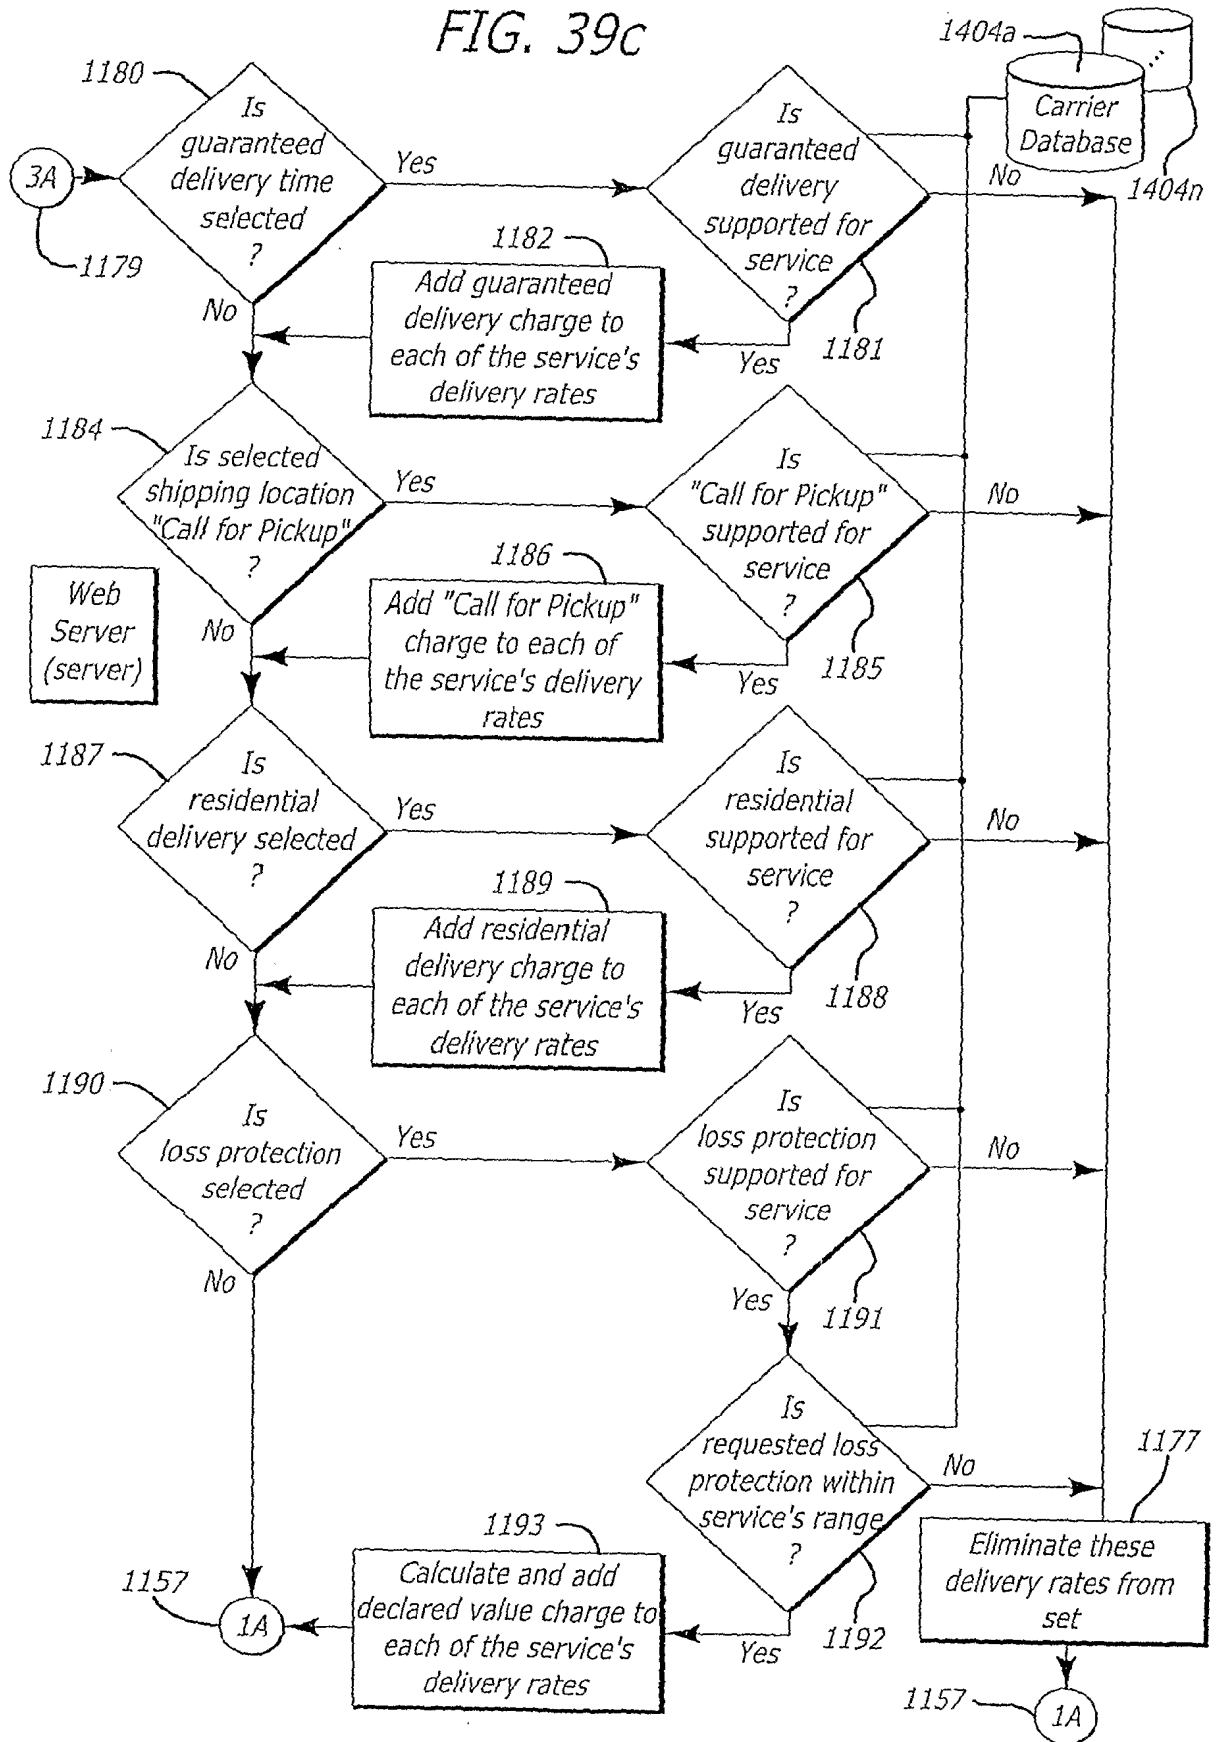 FIG. 39c
1404a
Carrier
Database
1404n
1180
Is
guaranteed
delivery time
selected
?
3A
1179
Yes
No
Is
guaranteed
delivery
supported for
service
?
1181
No
Yes
1182
Add guaranteed
delivery charge to
each of the service's
delivery rates
1184
Is selected
shipping location
"Call for Pickup"
?
Yes
No
Is
"Call for Pickup"
supported for
service
?
1185
No
Yes
1186
Add "Call for Pickup"
charge to each of
the service's delivery
rates
Web
Server
(server)
1187
Is
residential
delivery selected
?
Yes
No
Is
residential
supported for
service
?
1188
No
Yes
1189
Add residential
delivery charge to
each of the service's
delivery rates
1190
Is
loss protection
selected
?
Yes
No
Is
loss protection
supported for
service
?
1191
No
Yes
Is
requested loss
protection within
service's range
?
1192
No
Yes
1193
Calculate and add
declared value charge to
each of the service's
delivery rates
1157
1A
1177
Eliminate these
delivery rates from
set
1157
1A